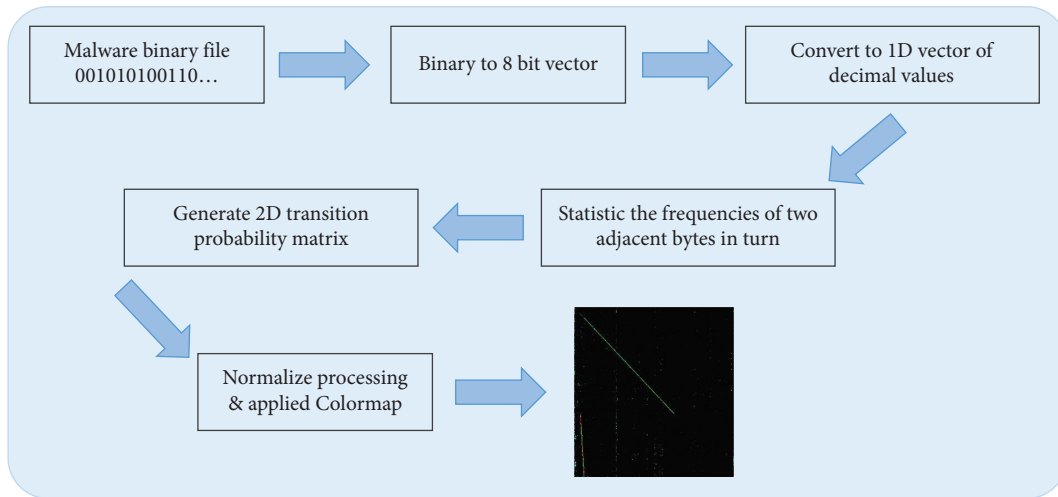 Malware binary file
001010100110…
Binary to 8 bit vector
Convert to 1D vector of
decimal values
Statistic the frequencies of two
adjacent bytes in turn
Generate 2D transition
probability matrix
Normalize processing
& applied Colormap